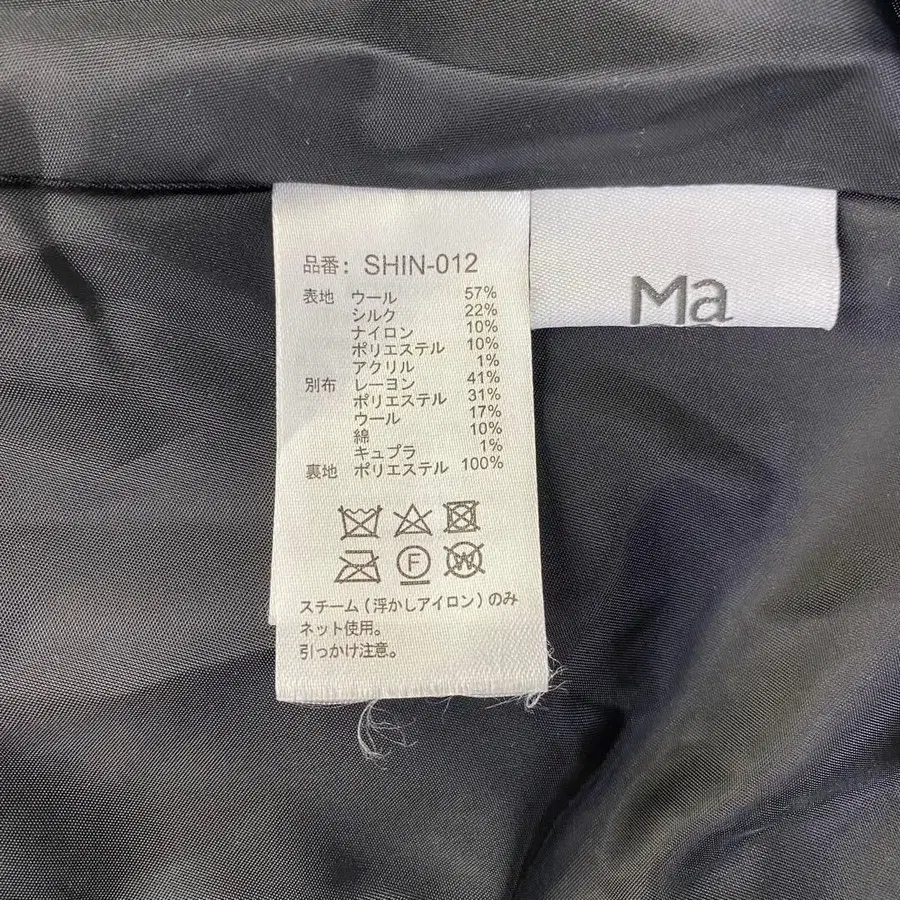 品番: SHIN-012
表地 ウール 57%
シルク 22%
ナイロン 10%
ポリエステル 10%
アクリル 1%
別布 レーヨン 41%
ポリエステル 31%
ウール 17%
綿 10%
キュプラ 1%
裏地 ポリエステル 100%
F W
スチーム(浮かしアイロン)のみ
ネット使用。
引っかけ注意。
Ma